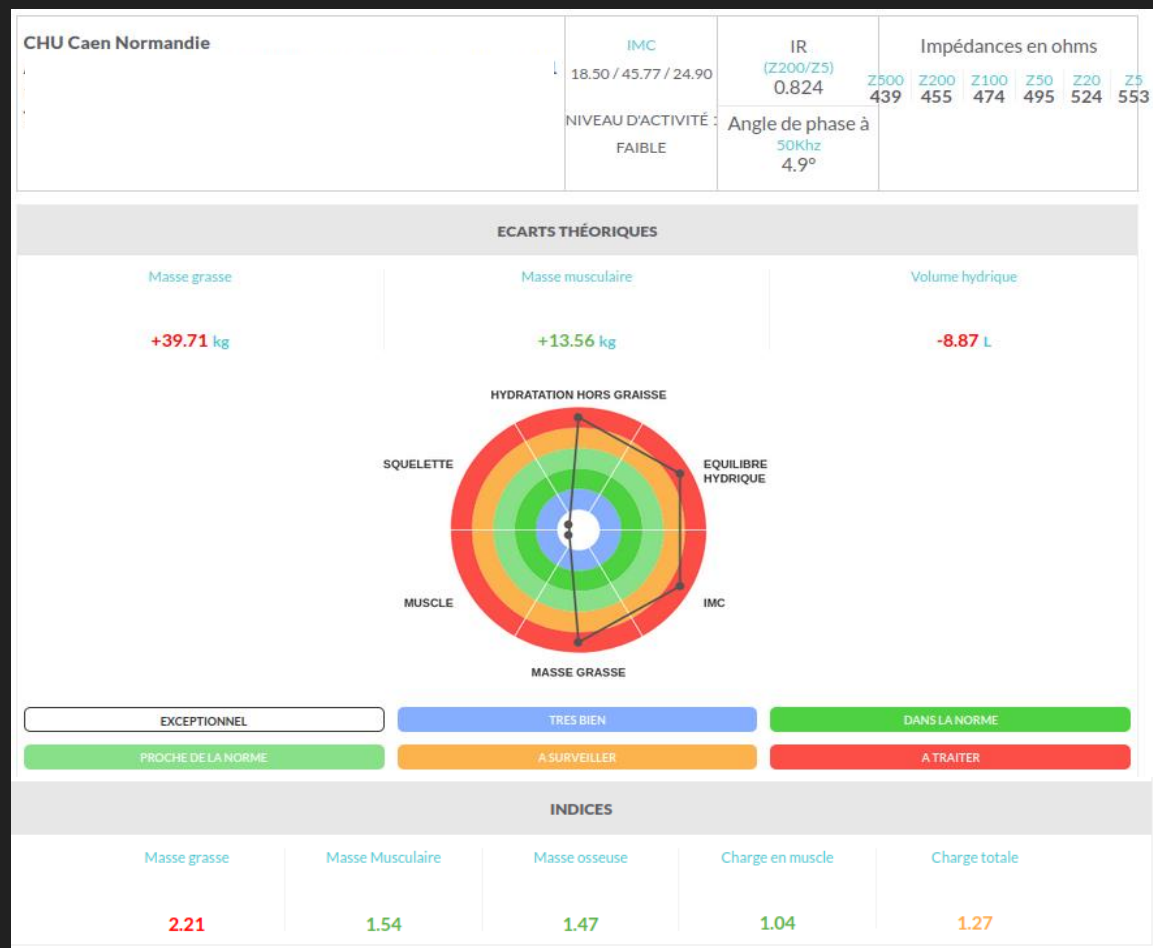 CHU Caen Normandie
IMC
18.50 / 45.77 / 24.90
NIVEAU D'ACTIVITÉ :
FAIBLE
IR
(Z200/Z5)
0.824
Angle de phase à
50Khz
4.9°
Impédances en ohms
Z500 Z200 Z100 Z50 Z20 Z5
439 455 474 495 524 553
ECARTS THÉORIQUES
Masse grasse Masse musculaire Volume hydrique
+39.71 kg +13.56 kg -8.87 L
HYDRATATION HORS GRAISSE
SQUELETTE
EQUILIBRE
HYDRIQUE
MUSCLE
IMC
MASSE GRASSE
EXCEPTIONNEL TRES BIEN DANS LA NORME
PROCHE DE LA NORME A SURVEILLER A TRAITER
INDICES
Masse grasse Masse Musculaire Masse osseuse Charge en muscle Charge totale
2.21 1.54 1.47 1.04 1.27